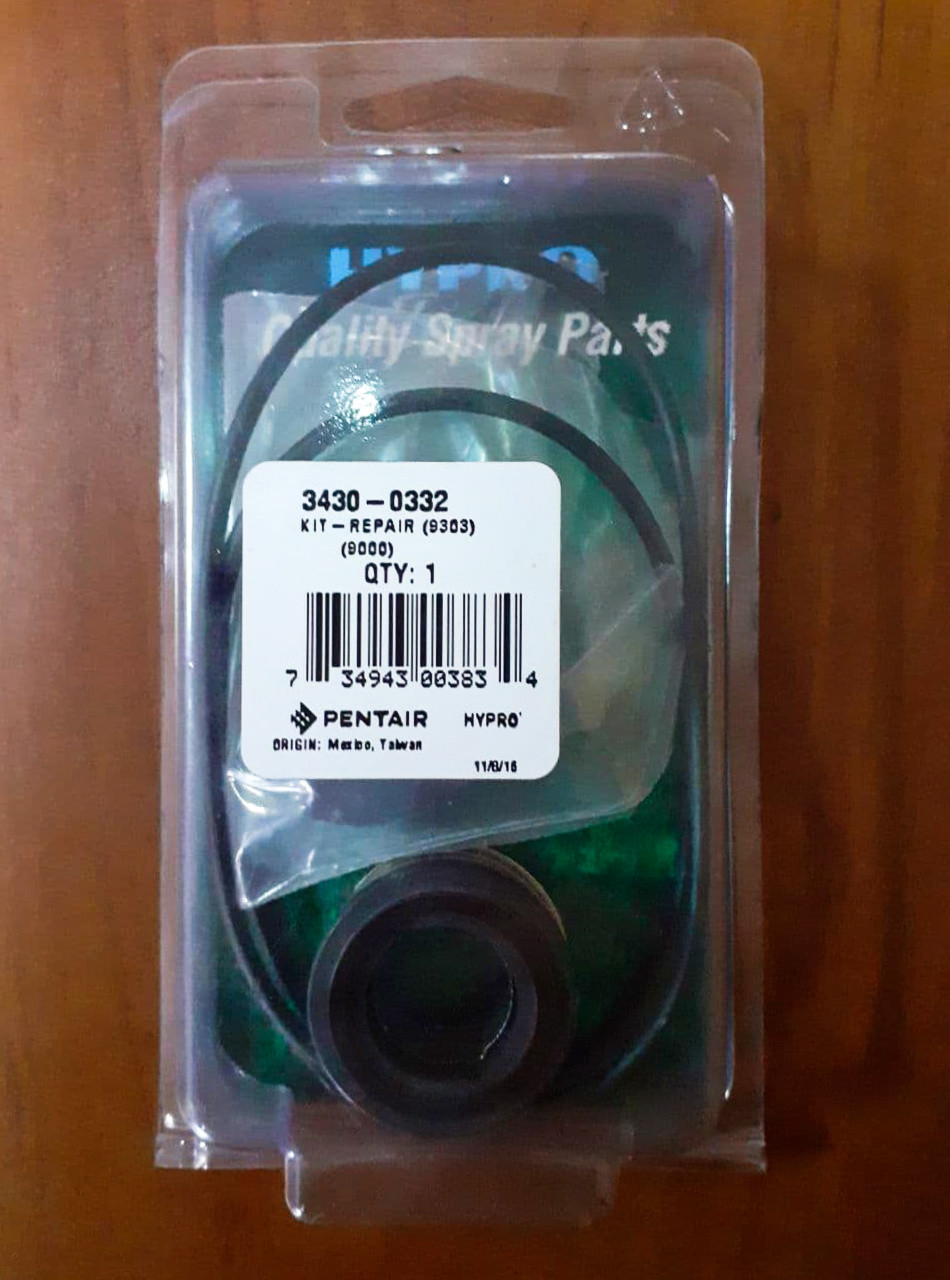 HYPRO
Quality Spray Parts
3430-0332
KIT-REPAIR (9303)
(9000)
QTY: 1
7 34943 00383 4
PENTAIR HYPRO
ORIGIN: Mexico, Taiwan
11/8/16